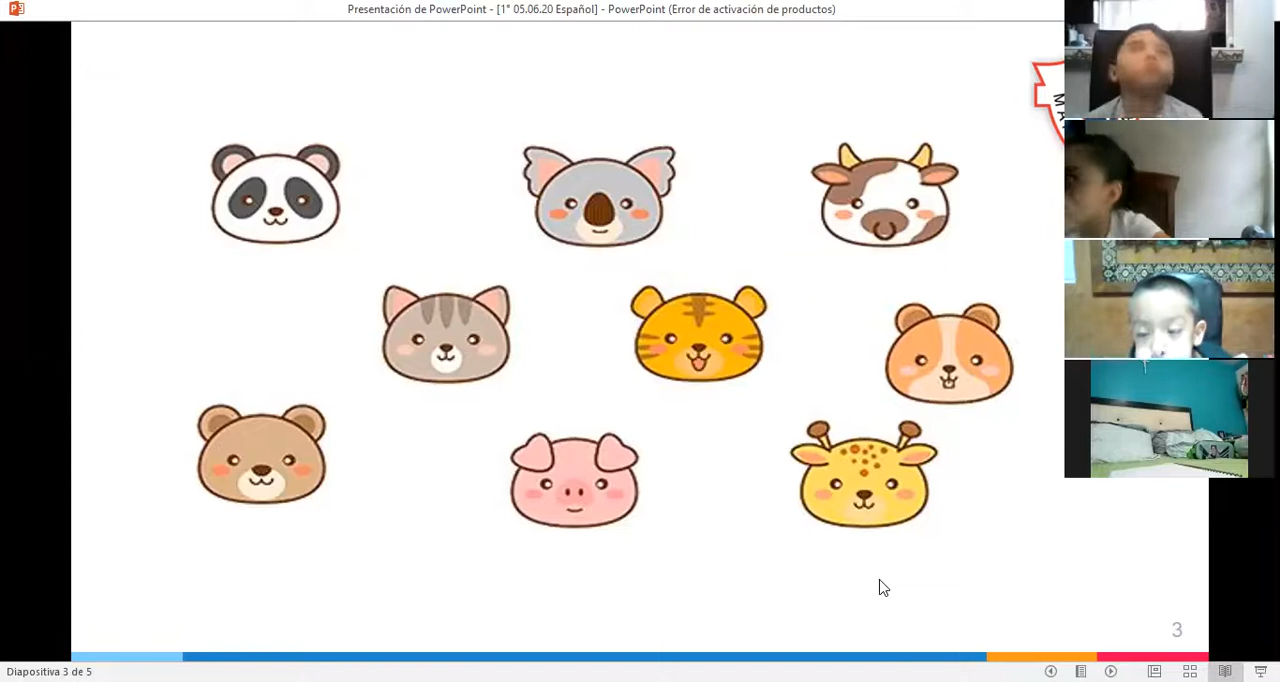 Presentación de PowerPoint - [1° 05.06.20 Español] - PowerPoint (Error de activación de productos)
3
Diapositiva 3 de 5